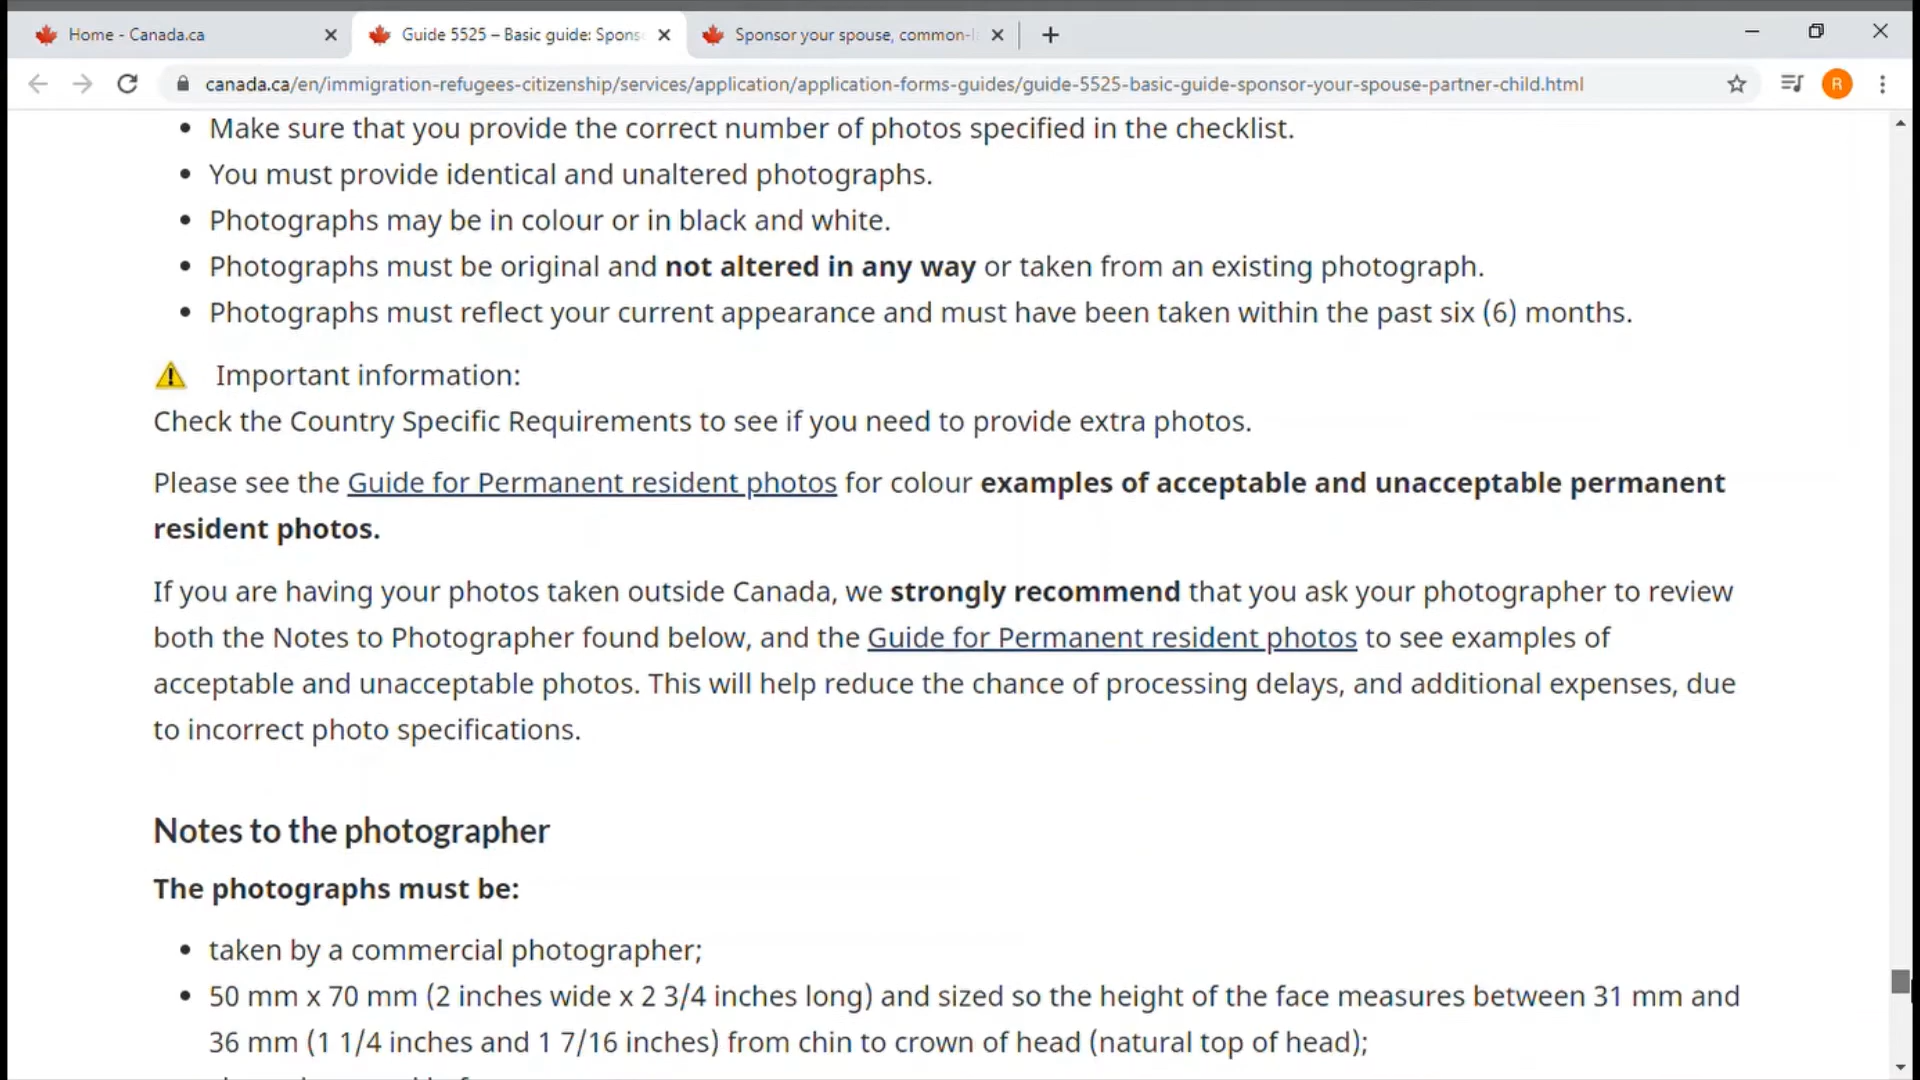 Home - Canada.ca
Guide 5525 – Basic guide: Spons
Sponsor your spouse, common-l
canada.ca/en/immigration-refugees-citizenship/services/application/application-forms-guides/guide-5525-basic-guide-sponsor-your-spouse-partner-child.html
R
• Make sure that you provide the correct number of photos specified in the checklist.
• You must provide identical and unaltered photographs.
• Photographs may be in colour or in black and white.
• Photographs must be original and not altered in any way or taken from an existing photograph.
• Photographs must reflect your current appearance and must have been taken within the past six (6) months.
Important information:
Check the Country Specific Requirements to see if you need to provide extra photos.
Please see the Guide for Permanent resident photos for colour examples of acceptable and unacceptable permanent
resident photos.
If you are having your photos taken outside Canada, we strongly recommend that you ask your photographer to review
both the Notes to Photographer found below, and the Guide for Permanent resident photos to see examples of
acceptable and unacceptable photos. This will help reduce the chance of processing delays, and additional expenses, due
to incorrect photo specifications.
Notes to the photographer
The photographs must be:
• taken by a commercial photographer;
• 50 mm x 70 mm (2 inches wide x 2 3/4 inches long) and sized so the height of the face measures between 31 mm and
36 mm (1 1/4 inches and 1 7/16 inches) from chin to crown of head (natural top of head);